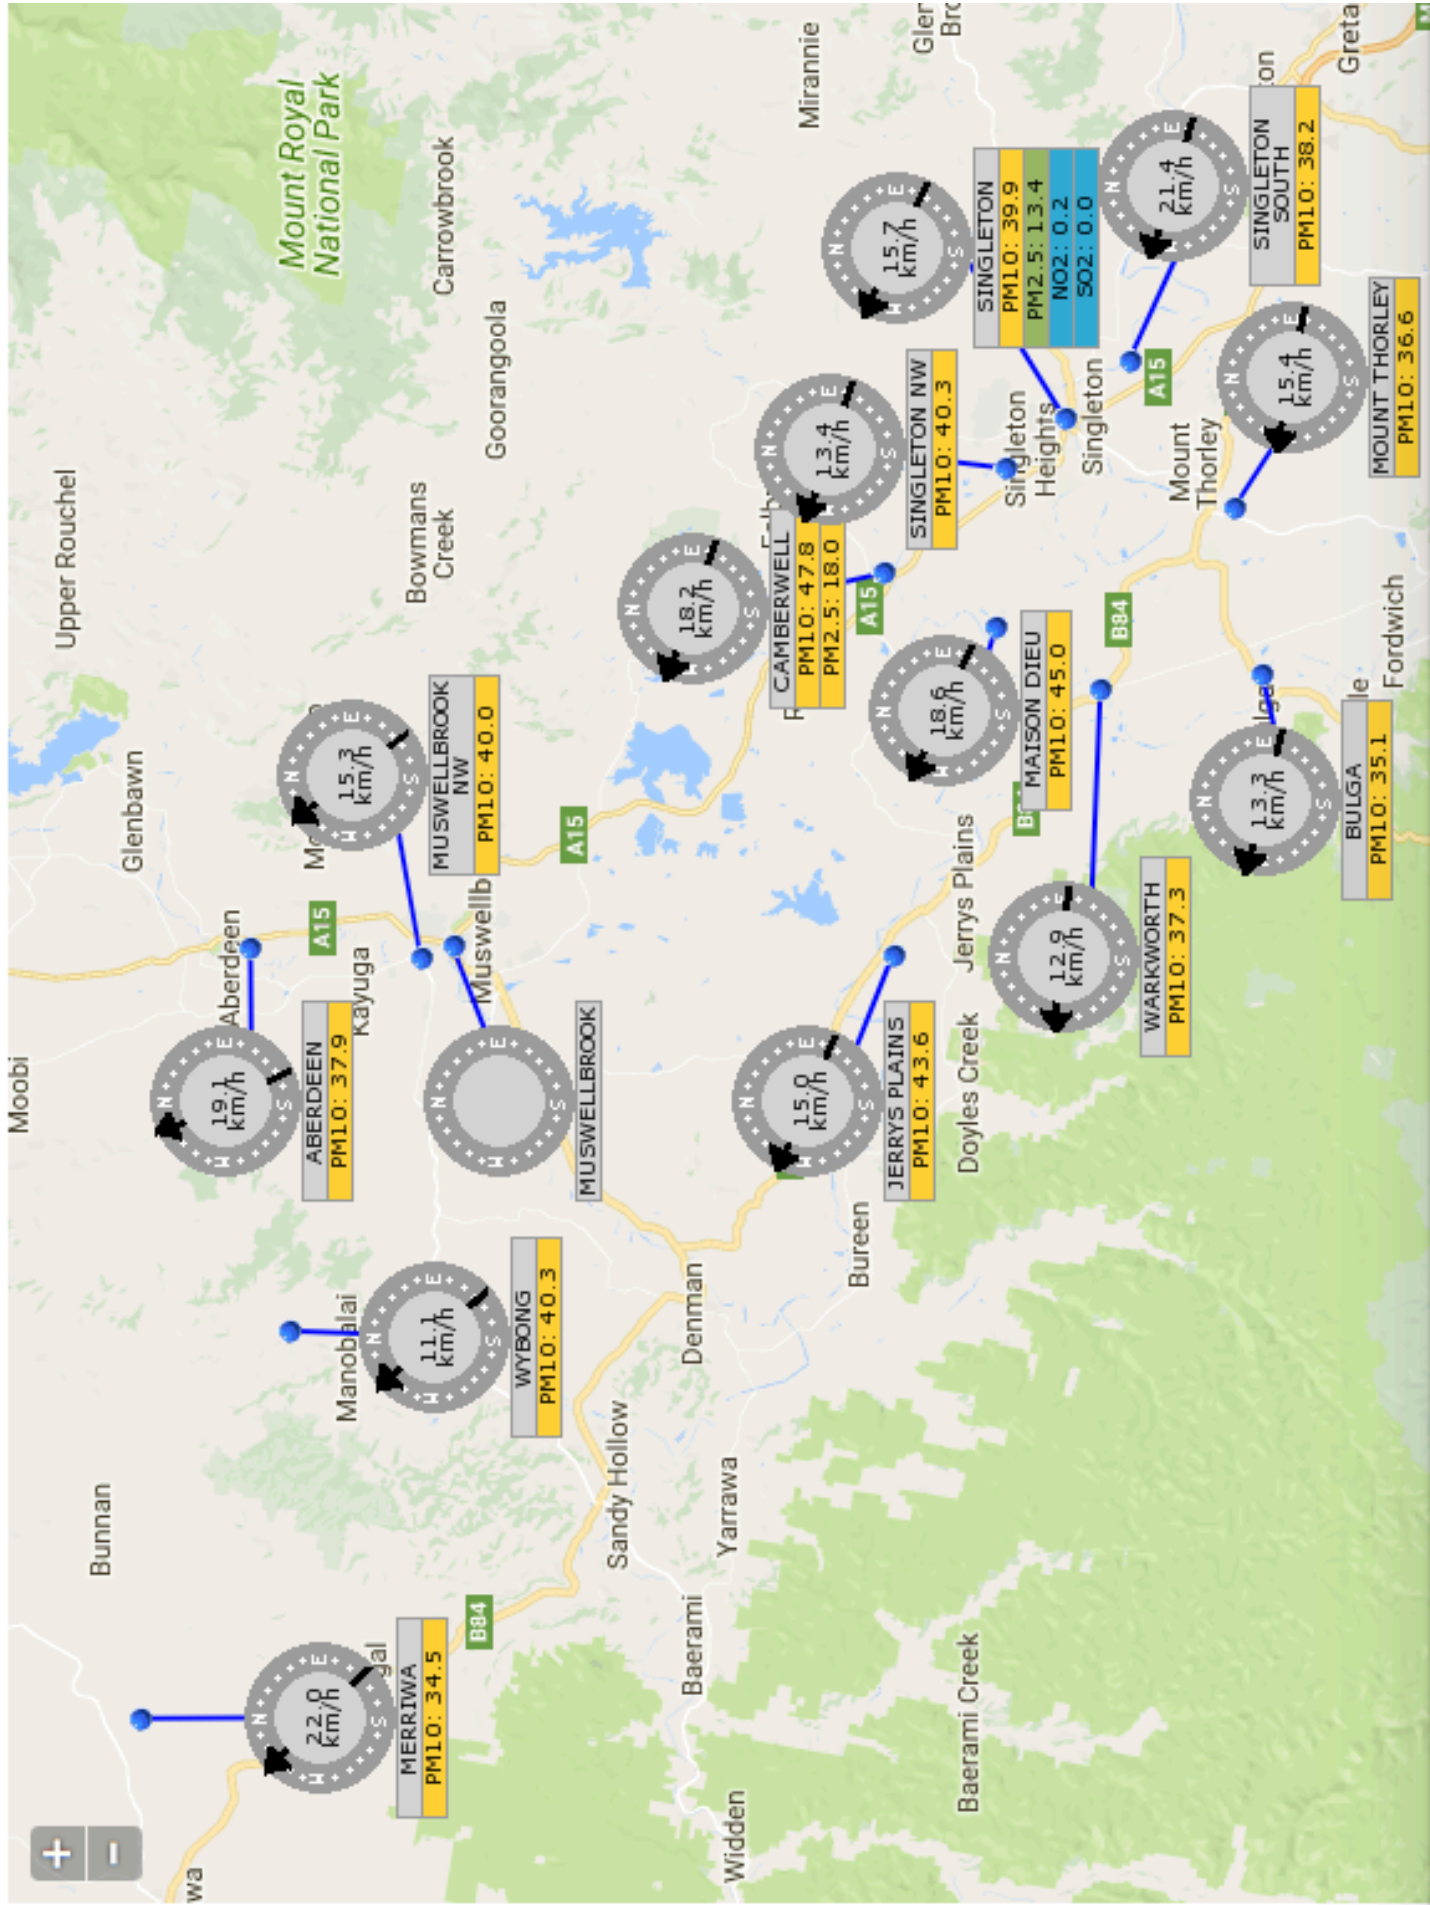 Moobi
Upper Rouchel
Bunnan
Glenbawn
Mount Royal
National Park
Aberdeen
A15
Kayuga
19.1
km/h
ABERDEEN
PM10: 37.9
Manobalai
11.1
km/h
WYBONG
PM10: 40.3
22.0
km/h
MERRIWA
PM10: 34.5
B84
wa
gal
15.3
km/h
MUSWELLBROOK
NW
PM10: 40.0
Muswellb
MUSWELLBROOK
Bowmans
Creek
Carrowbrook
Goorangoola
Mirannie
A15
Sandy Hollow
Denman
Yarrawa
Baerami
Widden
Baerami Creek
Bureen
15.0
km/h
JERRYS PLAINS
PM10: 43.6
Doyles Creek
Jerrys Plains
18.2
km/h
CAMBERWELL
PM10: 47.8
PM2.5: 18.0
A15
13.4
km/h
SINGLETON NW
PM10: 40.3
15.7
km/h
SINGLETON
PM10: 39.9
PM2.5: 13.4
NO2: 0.2
SO2: 0.0
Singleton
Heights
Singleton
A15
21.4
km/h
SINGLETON
SOUTH
PM10: 38.2
18.6
km/h
MAISON DIEU
PM10: 45.0
B84
12.9
km/h
WARKWORTH
PM10: 37.3
Mount
Thorley
15.4
km/h
MOUNT THORLEY
PM10: 36.6
13.3
km/h
BULGA
PM10: 35.1
Fordwich
Greta